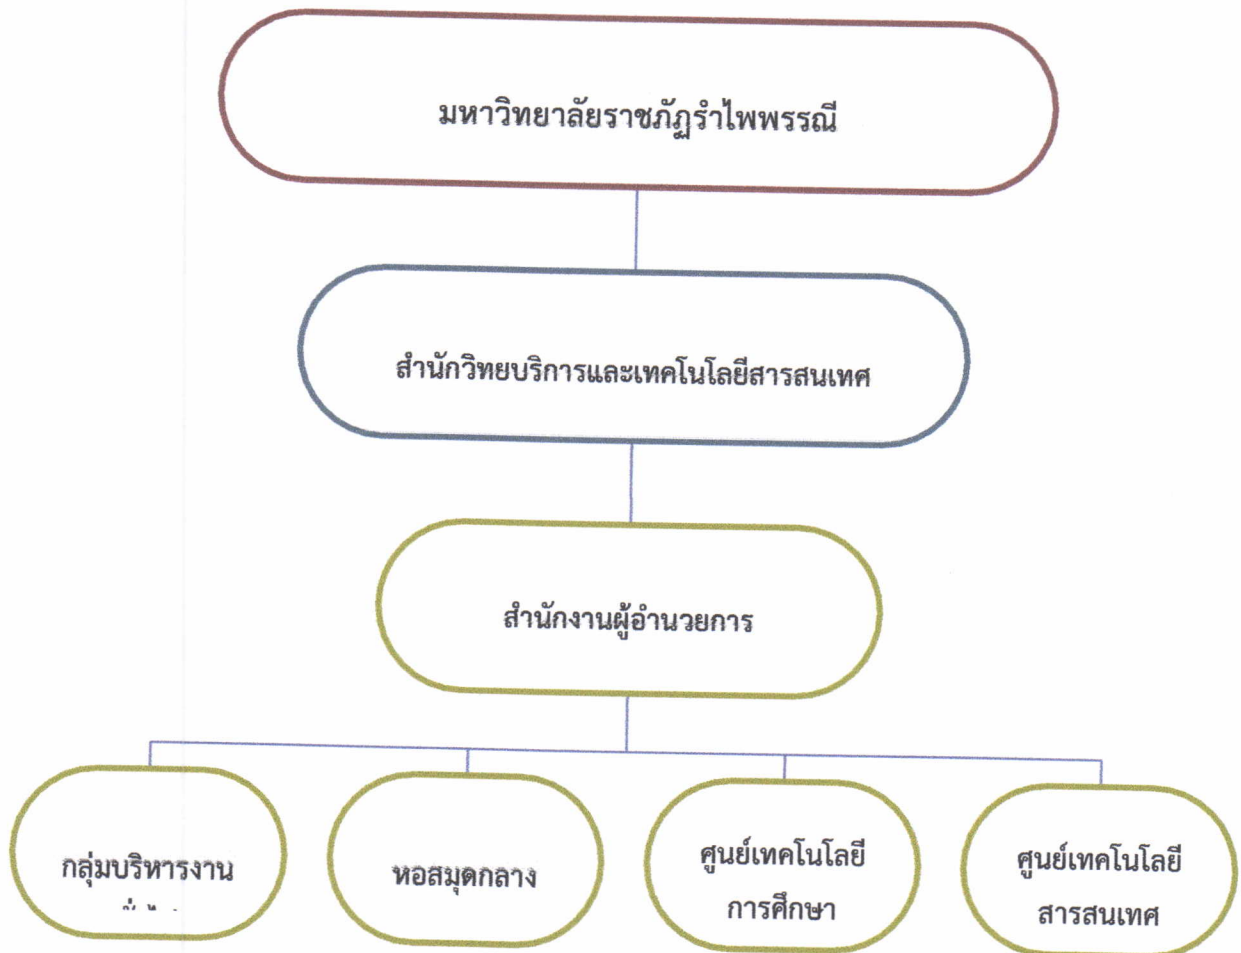 มหาวิทยาลัยราชภัฏรำไพพรรณี
สำนักวิทยบริการและเทคโนโลยีสารสนเทศ
สำนักงานผู้อำนวยการ
กลุ่มบริหารงาน
หอสมุดกลาง
ศูนย์เทคโนโลยี
การศึกษา
ศูนย์เทคโนโลยี
สารสนเทศ